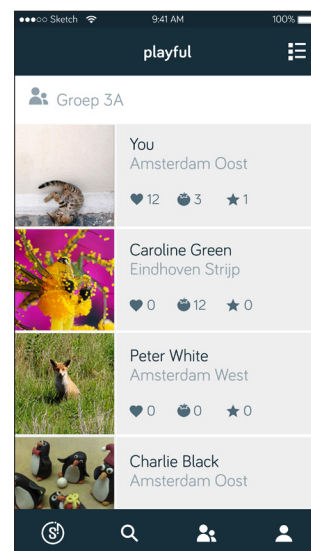 Sketch 9:41 AM 100%
playful
Groep 3A
You
Amsterdam Oost
12 3 1
Caroline Green
Eindhoven Strijp
0 12 0
Peter White
Amsterdam West
0 0 0
Charlie Black
Amsterdam Oost
S